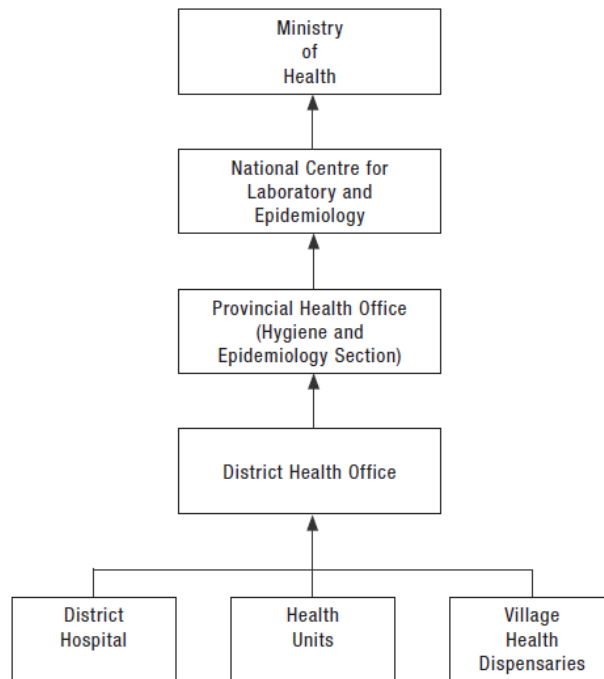 Ministry
of
Health
National Centre for
Laboratory and
Epidemiology
Provincial Health Office
(Hygiene and
Epidemiology Section)
District Health Office
District
Hospital
Health
Units
Village
Health
Dispensaries